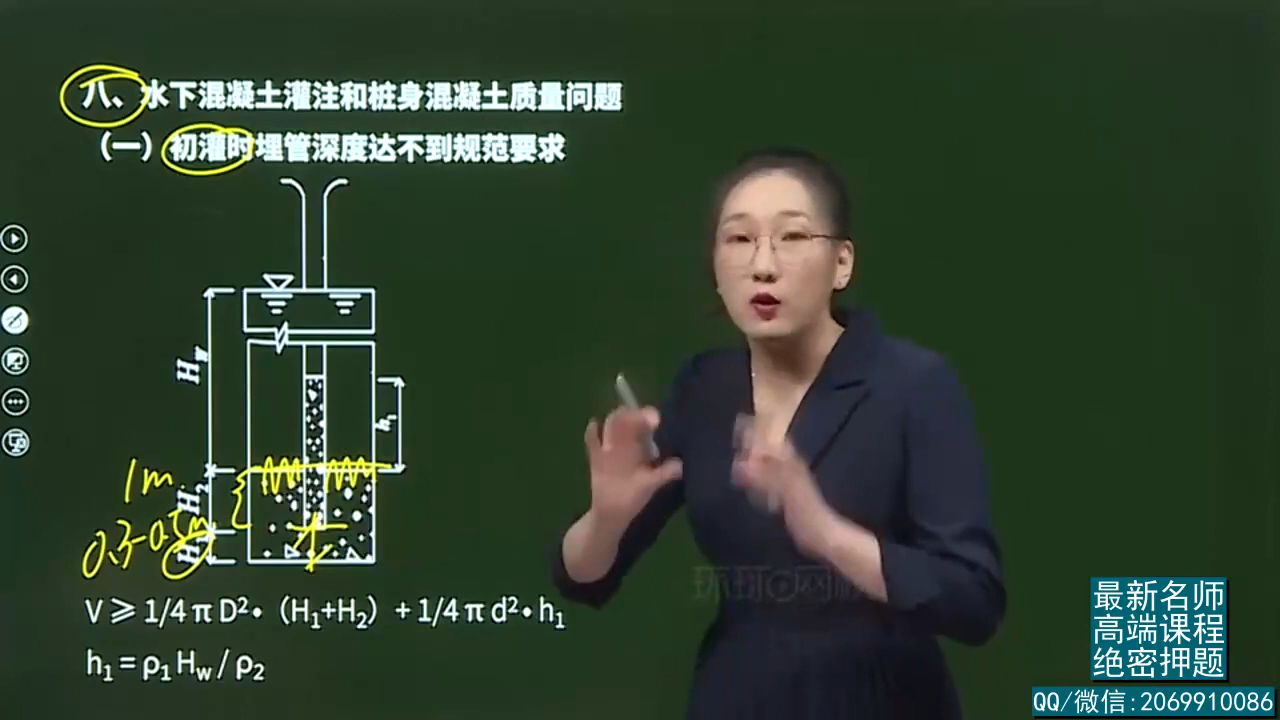 八、水下混凝土灌注和桩身混凝土质量问题
（一）初灌时埋管深度达不到规范要求
H_W
h₁
1m
H₂
0.3-0.5m
V ≥ 1/4 π D²•（H₁+H₂）+ 1/4 π d²• h₁
h₁ = ρ₁ H_w / ρ₂
最新名师
高端课程
绝密押题
QQ/微信:2069910086